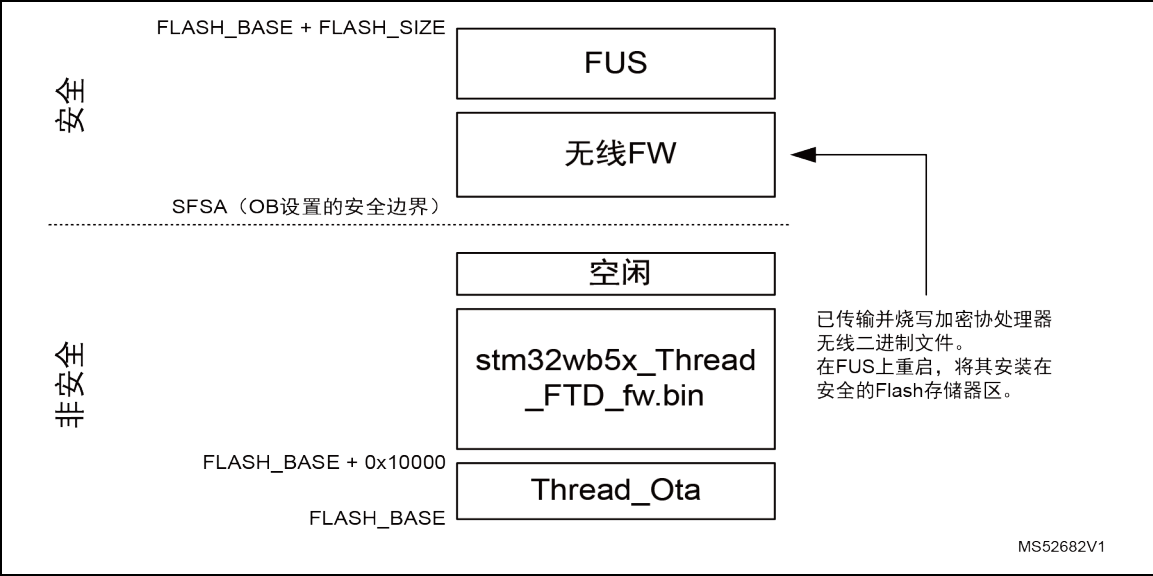 FLASH_BASE + FLASH_SIZE
FUS
安全
无线FW
SFSA（OB设置的安全边界）
空闲
已传输并烧写加密协处理器
无线二进制文件。
在FUS上重启，将其安装在
安全的Flash存储器区。
非安全
stm32wb5x_Thread
_FTD_fw.bin
FLASH_BASE + 0x10000
Thread_Ota
FLASH_BASE
MS52682V1